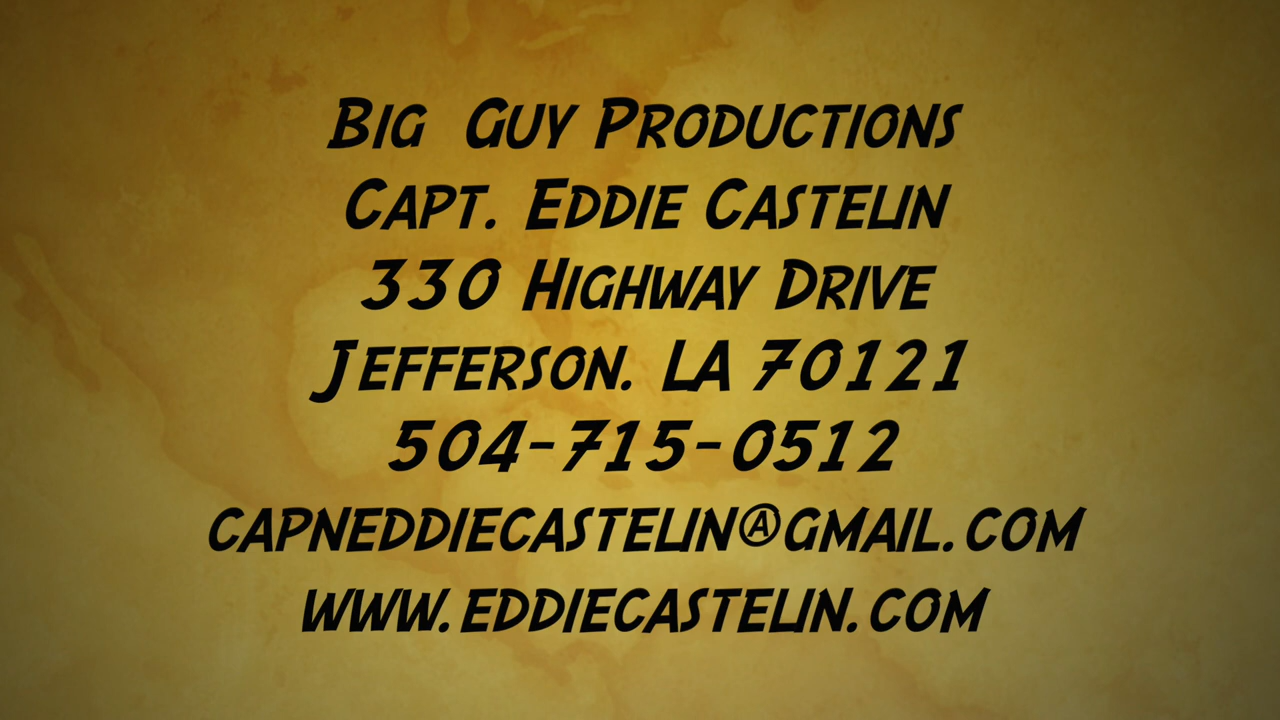 Big Guy Productions
Capt. Eddie Castelin
330 Highway Drive
Jefferson. LA 70121
504-715-0512
capneddiecastelin@gmail.com
www.eddiecastelin.com